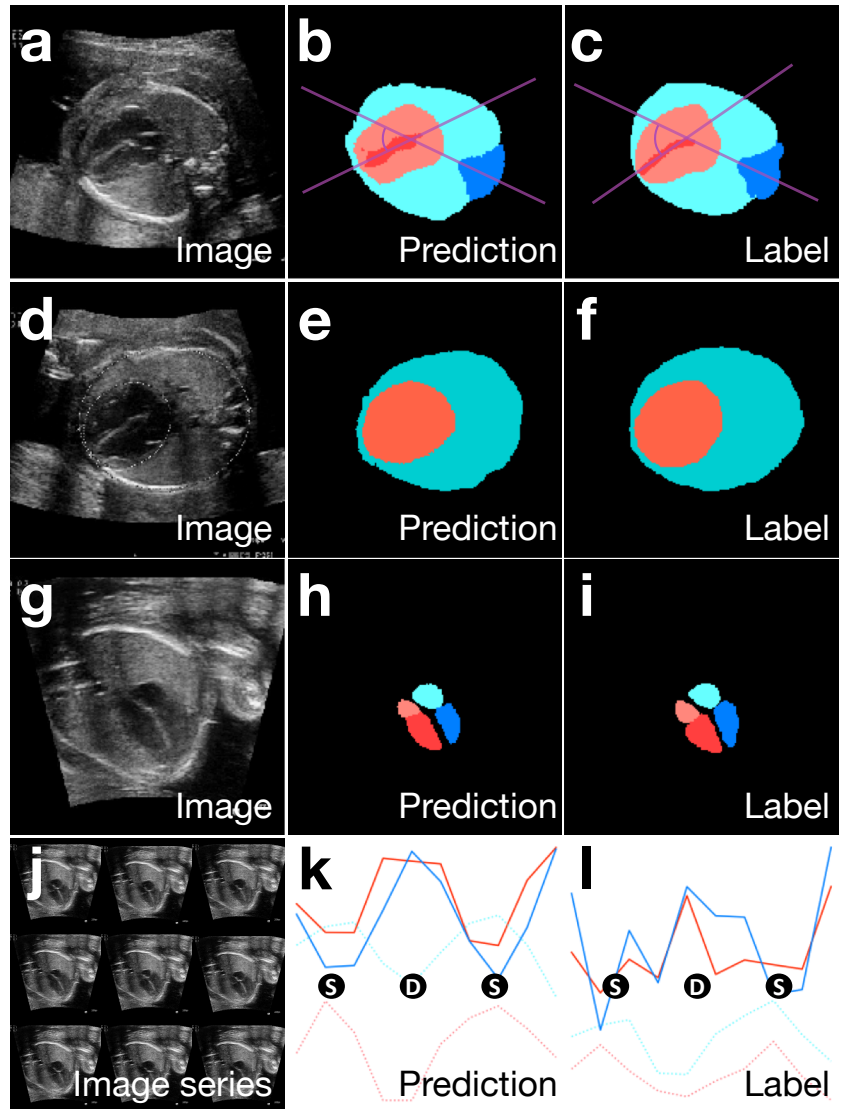 a
Image
b
Prediction
c
Label
d
Image
e
Prediction
f
Label
g
Image
h
Prediction
i
Label
j
Image series
k
S D S
Prediction
l
S D S
Label